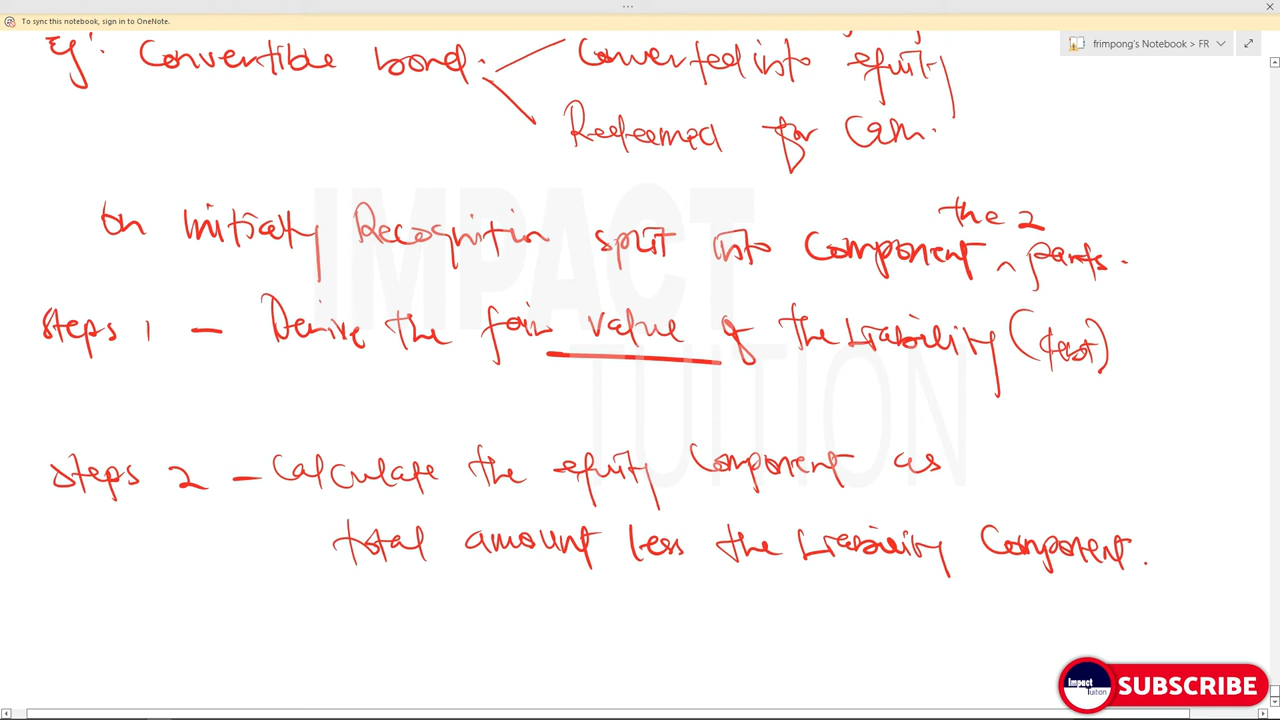 To sync this notebook, sign in to OneNote.
frimpong's Notebook > FR
Eg: Convertible bond. Converted into equity
Redeemed for Cash.
On Initially Recognition split into Component ^ the 2 parts.
Steps 1 - Derive the fair value of the Liability (debt)
Steps 2 - Calculate the equity Component as
total amount less the Liability Component.
IMPACT
TUITION
Impact
Tuition
SUBSCRIBE